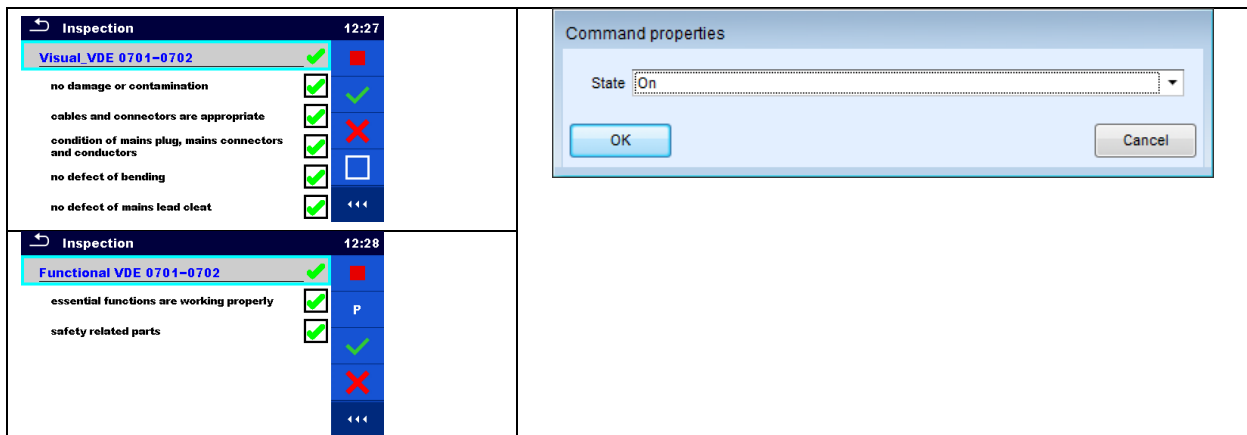 Inspection 12:27
Visual_VDE 0701-0702
no damage or contamination
cables and connectors are appropriate
condition of mains plug, mains connectors
and conductors
no defect of bending
no defect of mains lead cleat
Inspection 12:28
Functional VDE 0701-0702
essential functions are working properly
P
safety related parts
Command properties
State On
OK Cancel